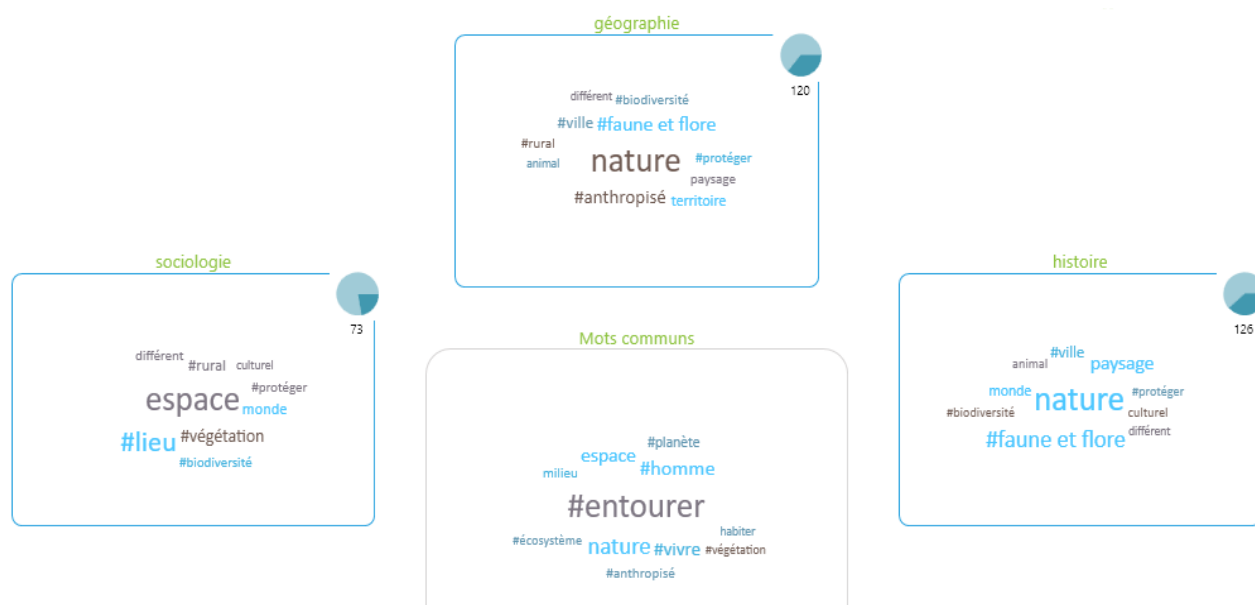 géographie
120
différent #biodiversité
#ville #faune et flore
#rural
animal nature #protéger
paysage
#anthropisé territoire
sociologie
73
différent #rural culturel
#protéger
espace monde
#lieu #végétation
#biodiversité
histoire
126
#ville
animal paysage
monde nature #protéger
#biodiversité culturel
#faune et flore différent
Mots communs
#planète
espace #homme
milieu
#entourer
habiter
#écosystème nature #vivre #végétation
#anthropisé